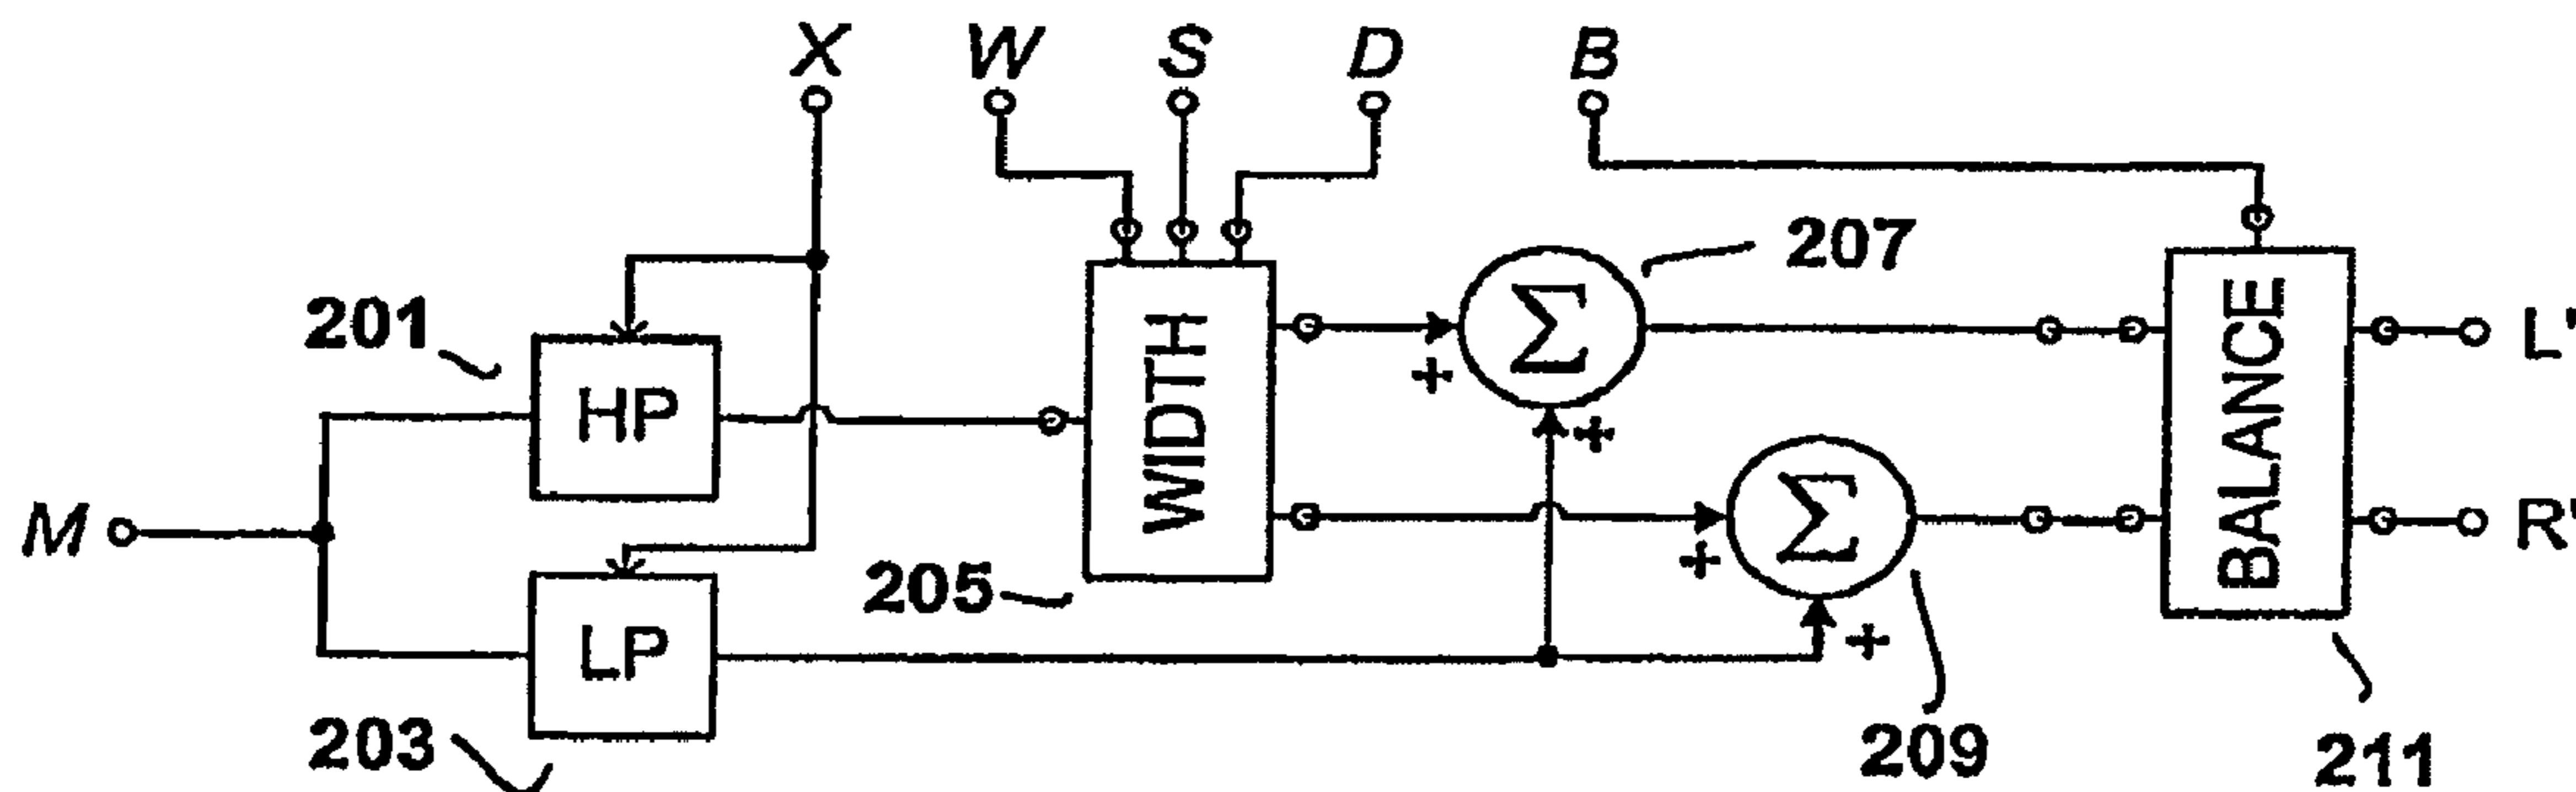 X W S D B
207
201
HP
WIDTH
Σ
BALANCE
L'
M
Σ
R'
205
LP
203
209
211